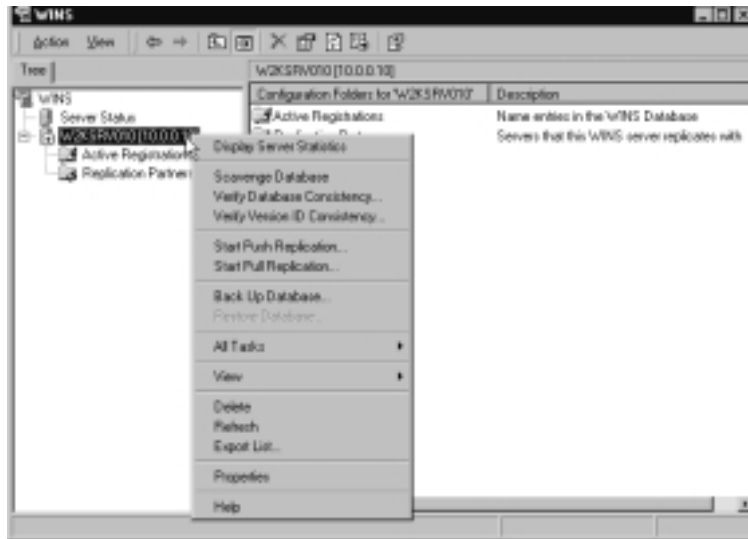 WINS
Action View
Tree
W2KSRV010 [10.0.0.10]
WINS
Server Status
W2KSRV010 [10.0.0.1
Active Registrations
Replication Partners
Configuration Folders for 'W2KSRV010' Description
Active Registrations Name entries in the WINS Database
Servers that this WINS server replicates with
Display Server Statistics
Scavenge Database
Verify Database Consistency...
Verify Version ID Consistency...
Start Push Replication...
Start Pull Replication...
Back Up Database...
Restore Database...
All Tasks
View
Delete
Refresh
Export List...
Properties
Help